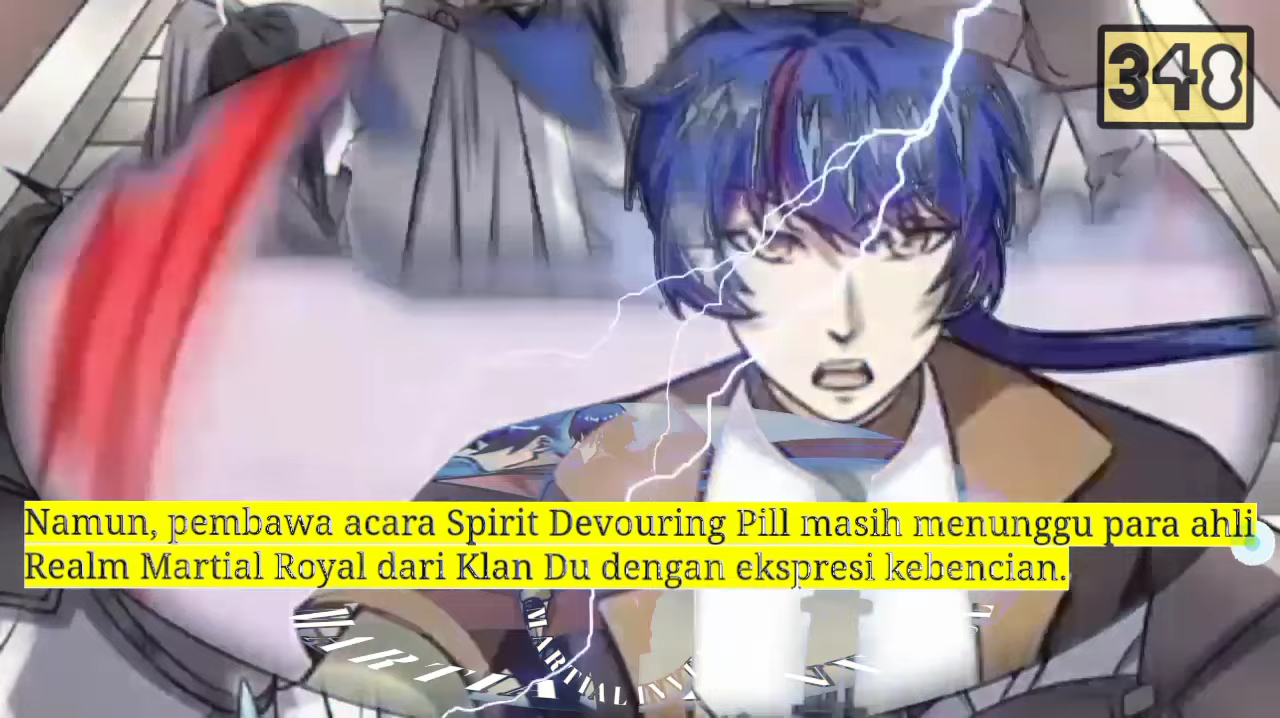 348
Namun, pembawa acara Spirit Devouring Pill masih menunggu para ahli
Realm Martial Royal dari Klan Du dengan ekspresi kebencian.
MARTIAL